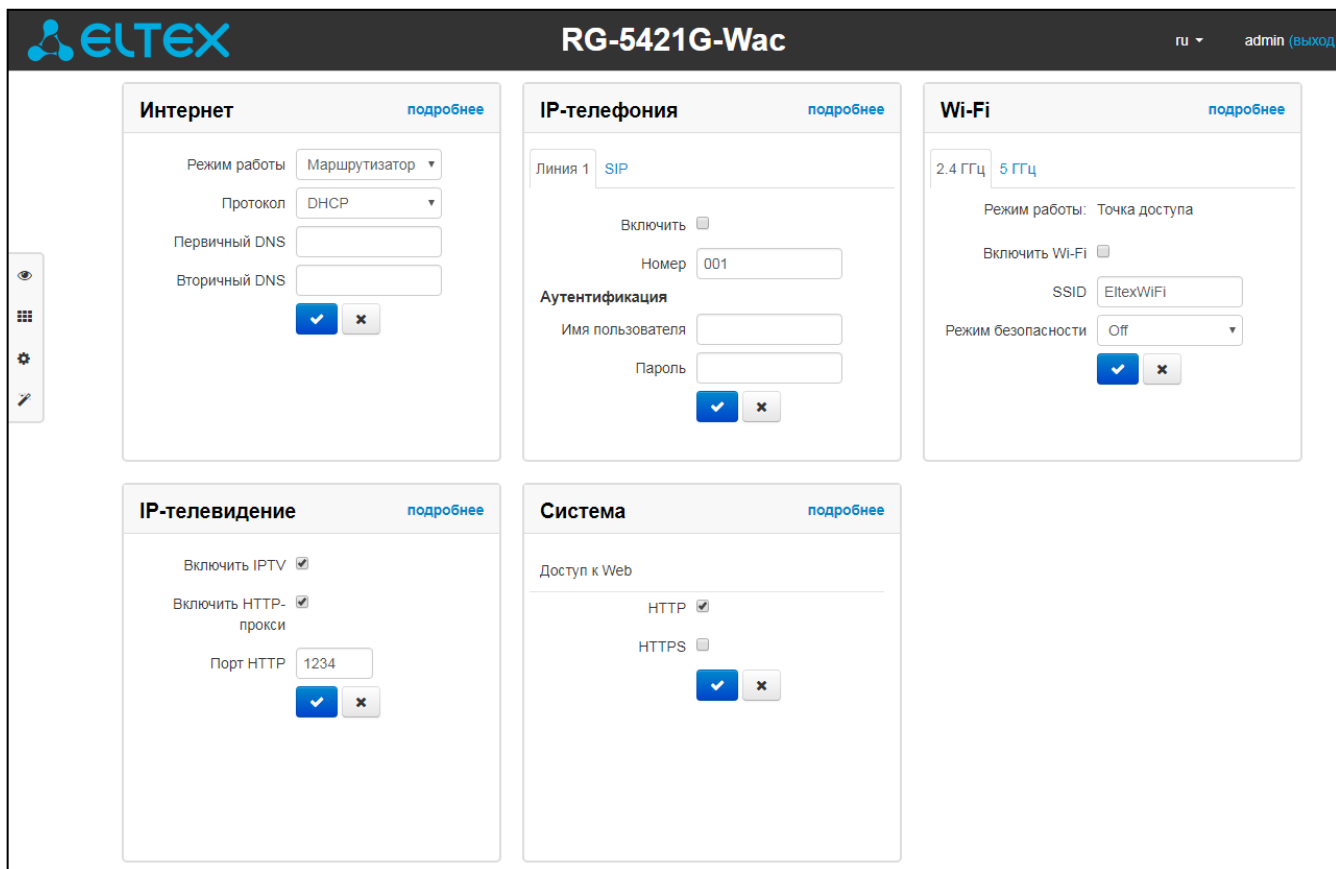 ELTEX
RG-5421G-Wac
ru
admin (выход
Интернет
подробнее
Режим работы
Маршрутизатор
Протокол
DHCP
Первичный DNS
Вторичный DNS
IP-телефония
подробнее
Линия 1
SIP
Включить
Номер
001
Аутентификация
Имя пользователя
Пароль
Wi-Fi
подробнее
2.4 ГГц
5 ГГц
Режим работы: Точка доступа
Включить Wi-Fi
SSID
EltexWiFi
Режим безопасности
Off
IP-телевидение
подробнее
Включить IPTV
Включить HTTP-
прокси
Порт HTTP
1234
Система
подробнее
Доступ к Web
HTTP
HTTPS